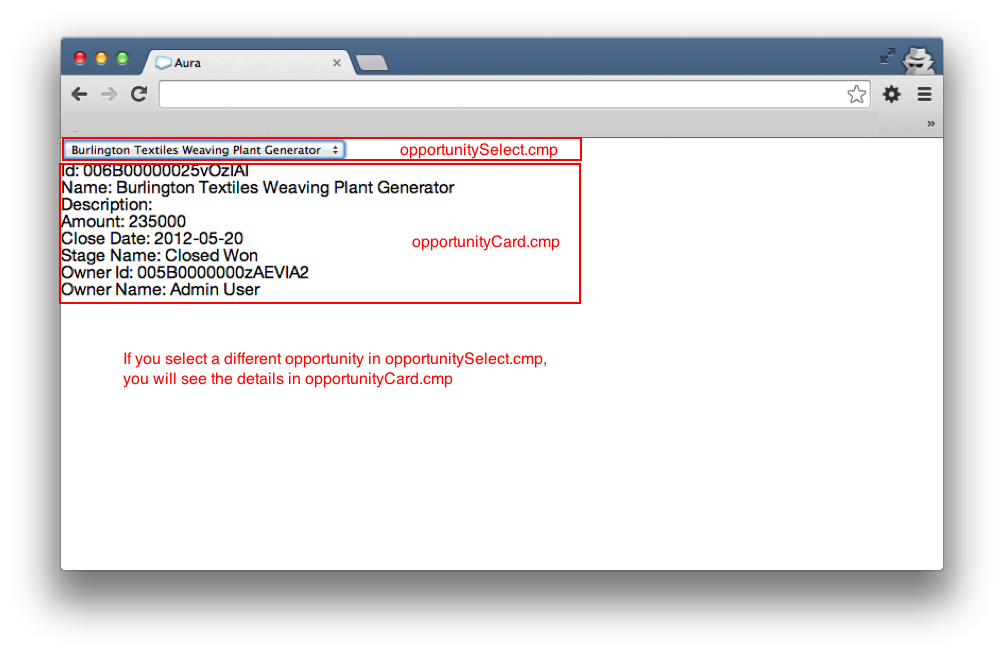 Aura
Burlington Textiles Weaving Plant Generator
opportunitySelect.cmp
Id: 006B00000025vOzIAI
Name: Burlington Textiles Weaving Plant Generator
Description:
Amount: 235000
Close Date: 2012-05-20
opportunityCard.cmp
Stage Name: Closed Won
Owner Id: 005B0000000zAEVIA2
Owner Name: Admin User
If you select a different opportunity in opportunitySelect.cmp,
you will see the details in opportunityCard.cmp